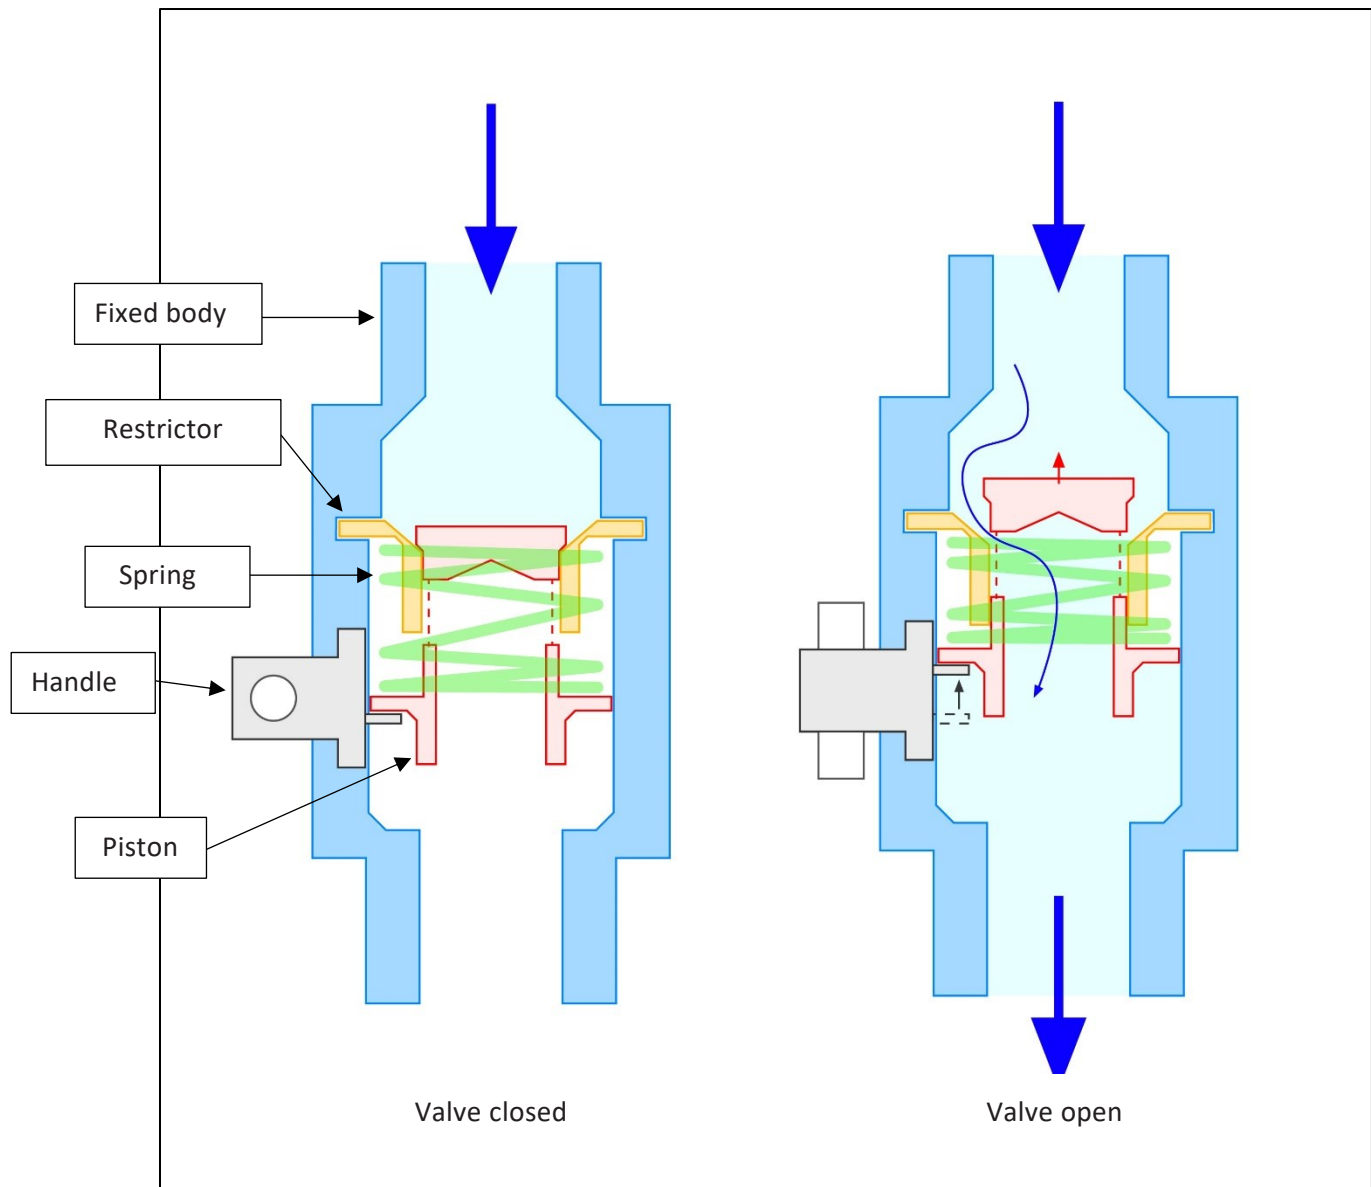 Fixed body
Restrictor
Spring
Handle
Piston
Valve closed
Valve open